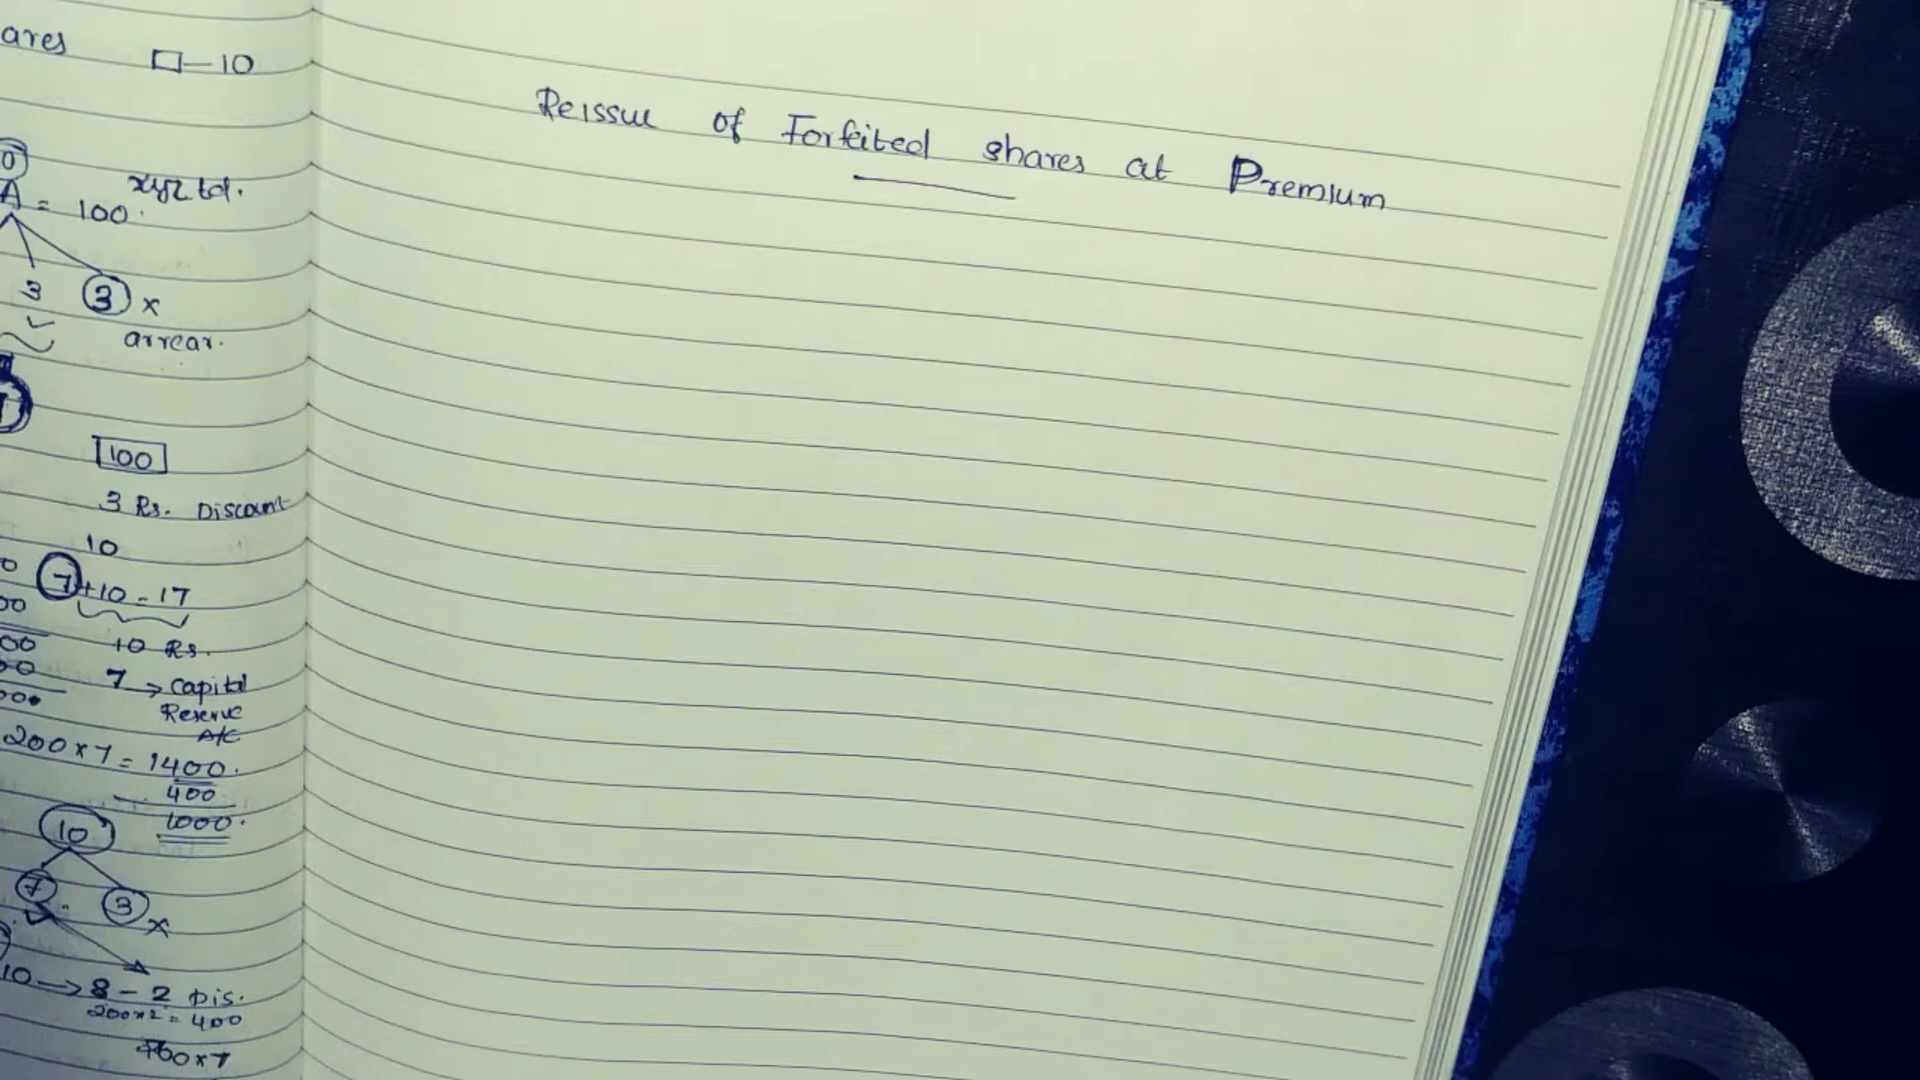 ares □-10
xyz ltd.
A = 100.
3 3 x
arrear.
100
3 Rs. Discount
10
7+10=17
10 Rs.
7 → capital
Reserve
A/C
200x7=1400.
400
1000.
10
7. 3 x
10 → 8 - 2 Dis.
200x2=400
x7
Reissue of Forfeited shares at Premium